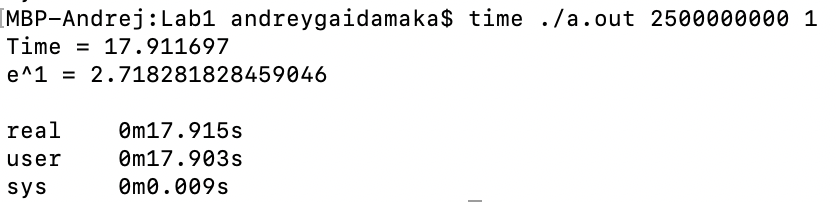 [MBP-Andrej:Lab1 andreygaidamaka$ time ./a.out 2500000000 1
Time = 17.911697
e^1 = 2.718281828459046
real 0m17.915s
user 0m17.903s
sys 0m0.009s